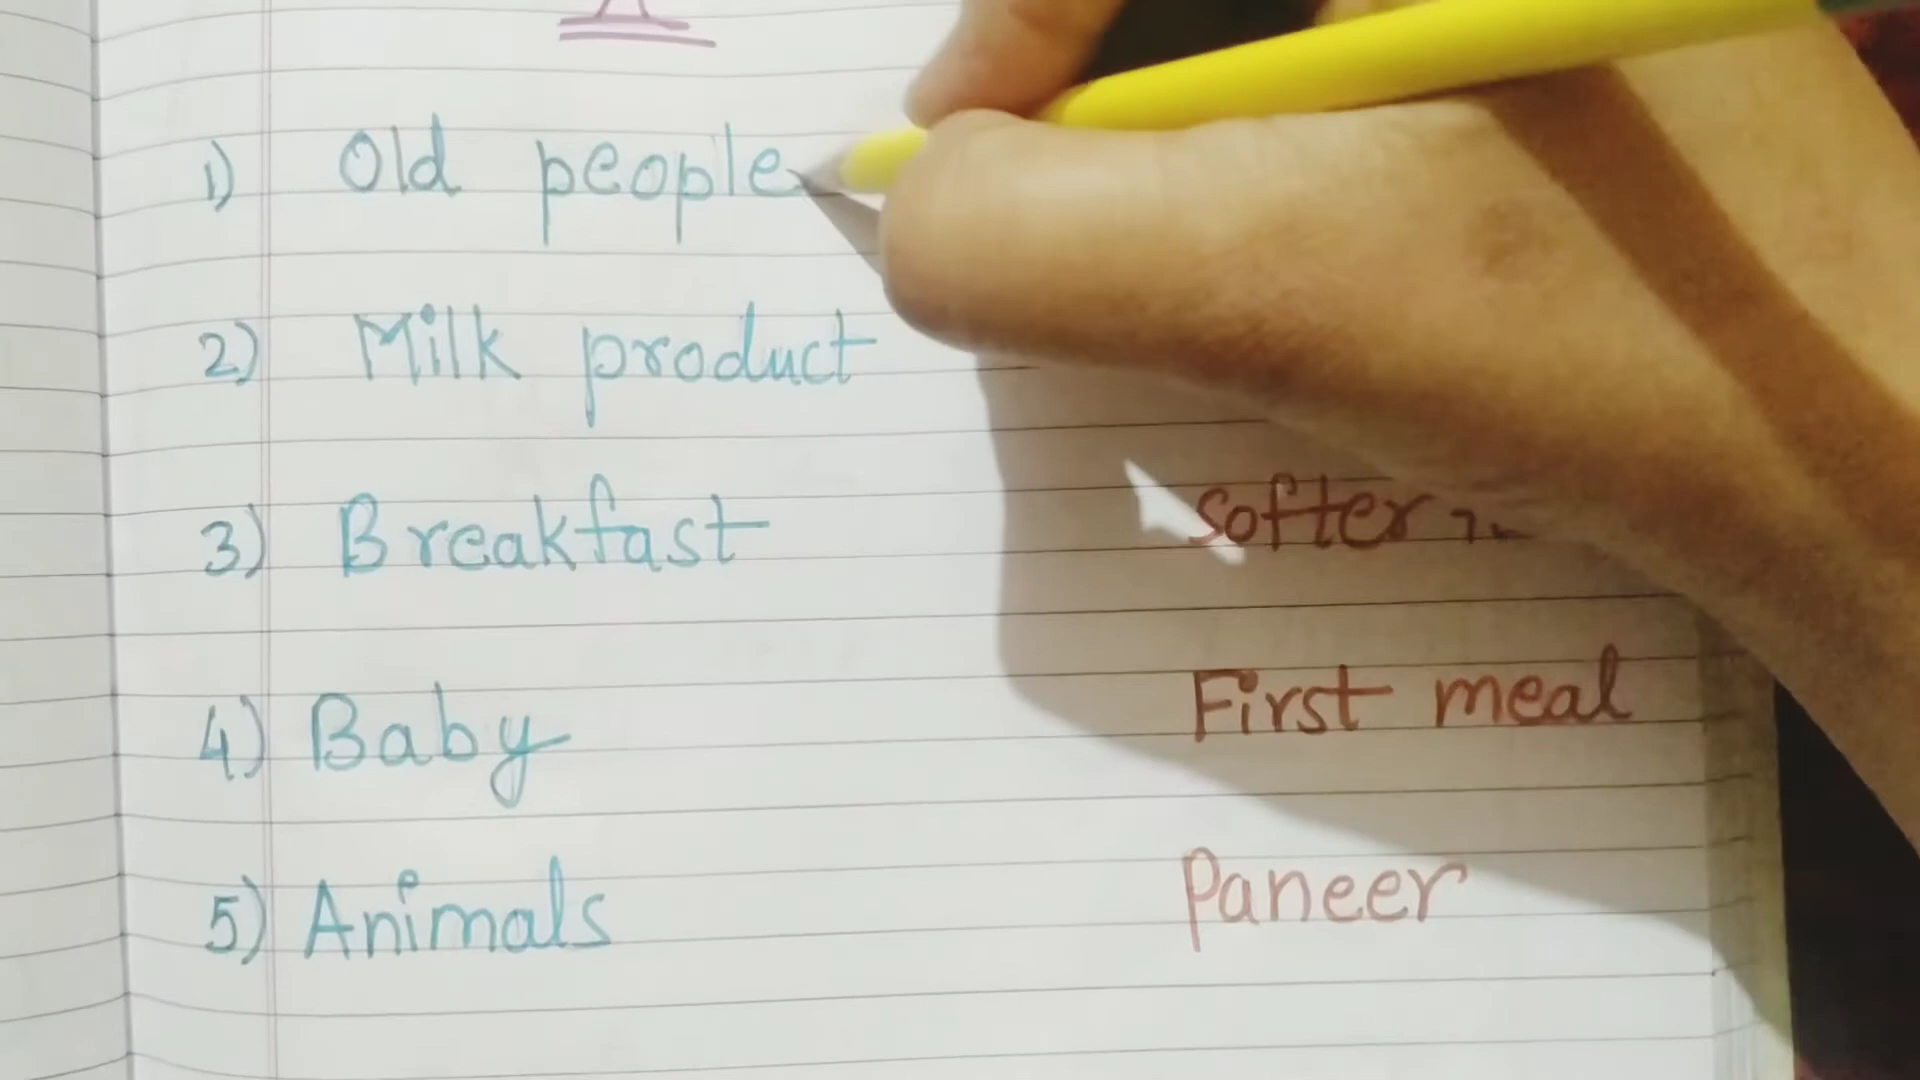 A
1) Old people
2) Milk product
3) Breakfast softer
4) Baby First meal
5) Animals Paneer